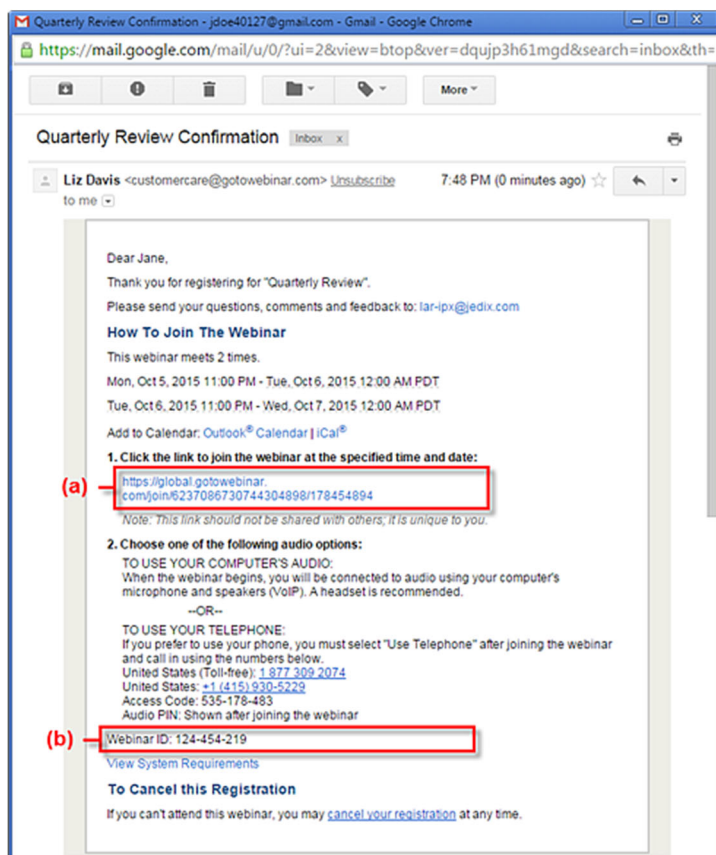 Quarterly Review Confirmation - jdoe40127@gmail.com - Gmail - Google Chrome
https://mail.google.com/mail/u/0/?ui=2&view=btop&ver=dqujp3h61mgd&search=inbox&th=
More
Quarterly Review Confirmation Inbox x
Liz Davis <customercare@gotowebinar.com> Unsubscribe 7:48 PM (0 minutes ago)
to me
Dear Jane,
Thank you for registering for "Quarterly Review".
Please send your questions, comments and feedback to: lar-ipx@jedix.com
How To Join The Webinar
This webinar meets 2 times.
Mon, Oct 5, 2015 11:00 PM - Tue, Oct 6, 2015 12:00 AM PDT
Tue, Oct 6, 2015 11:00 PM - Wed, Oct 7, 2015 12:00 AM PDT
Add to Calendar: Outlook® Calendar | iCal®
1. Click the link to join the webinar at the specified time and date:
(a)
https://global.gotowebinar.
com/join/6237086730744304898/178454894
Note: This link should not be shared with others; it is unique to you.
2. Choose one of the following audio options:
TO USE YOUR COMPUTER'S AUDIO:
When the webinar begins, you will be connected to audio using your computer's
microphone and speakers (VoIP). A headset is recommended.
--OR--
TO USE YOUR TELEPHONE:
If you prefer to use your phone, you must select "Use Telephone" after joining the webinar
and call in using the numbers below.
United States (Toll-free): 1 877 309 2074
United States: +1 (415) 930-5229
Access Code: 535-178-483
Audio PIN: Shown after joining the webinar
(b) Webinar ID: 124-454-219
View System Requirements
To Cancel this Registration
If you can't attend this webinar, you may cancel your registration at any time.